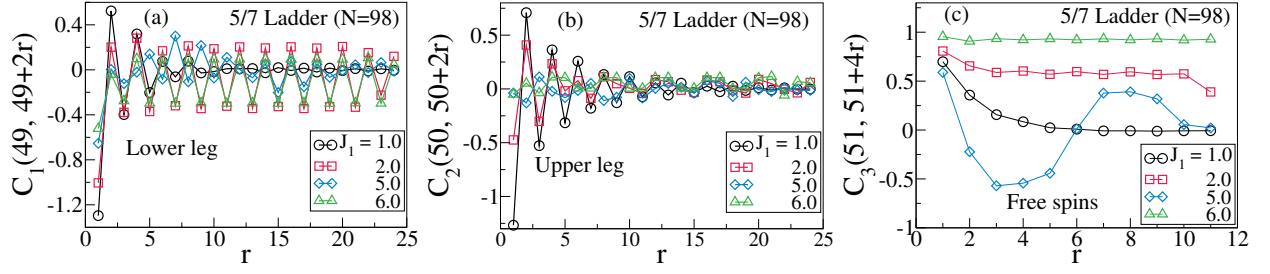 (a) 5/7 Ladder (N=98)
C1(49, 49+2r)
0.4
0
-0.4
-0.8
-1.2
Lower leg
J1 = 1.0
2.0
5.0
6.0
0 5 10 15 20 25
r
(b) 5/7 Ladder (N=98)
C2(50, 50+2r)
0.5
0
-0.5
-1
Upper leg
J1 = 1.0
2.0
5.0
6.0
0 5 10 15 20 25
r
(c) 5/7 Ladder (N=98)
C3(51, 51+4r)
1
0.5
0
-0.5
-1
Free spins
J1 = 1.0
2.0
5.0
6.0
0 2 4 6 8 10 12
r